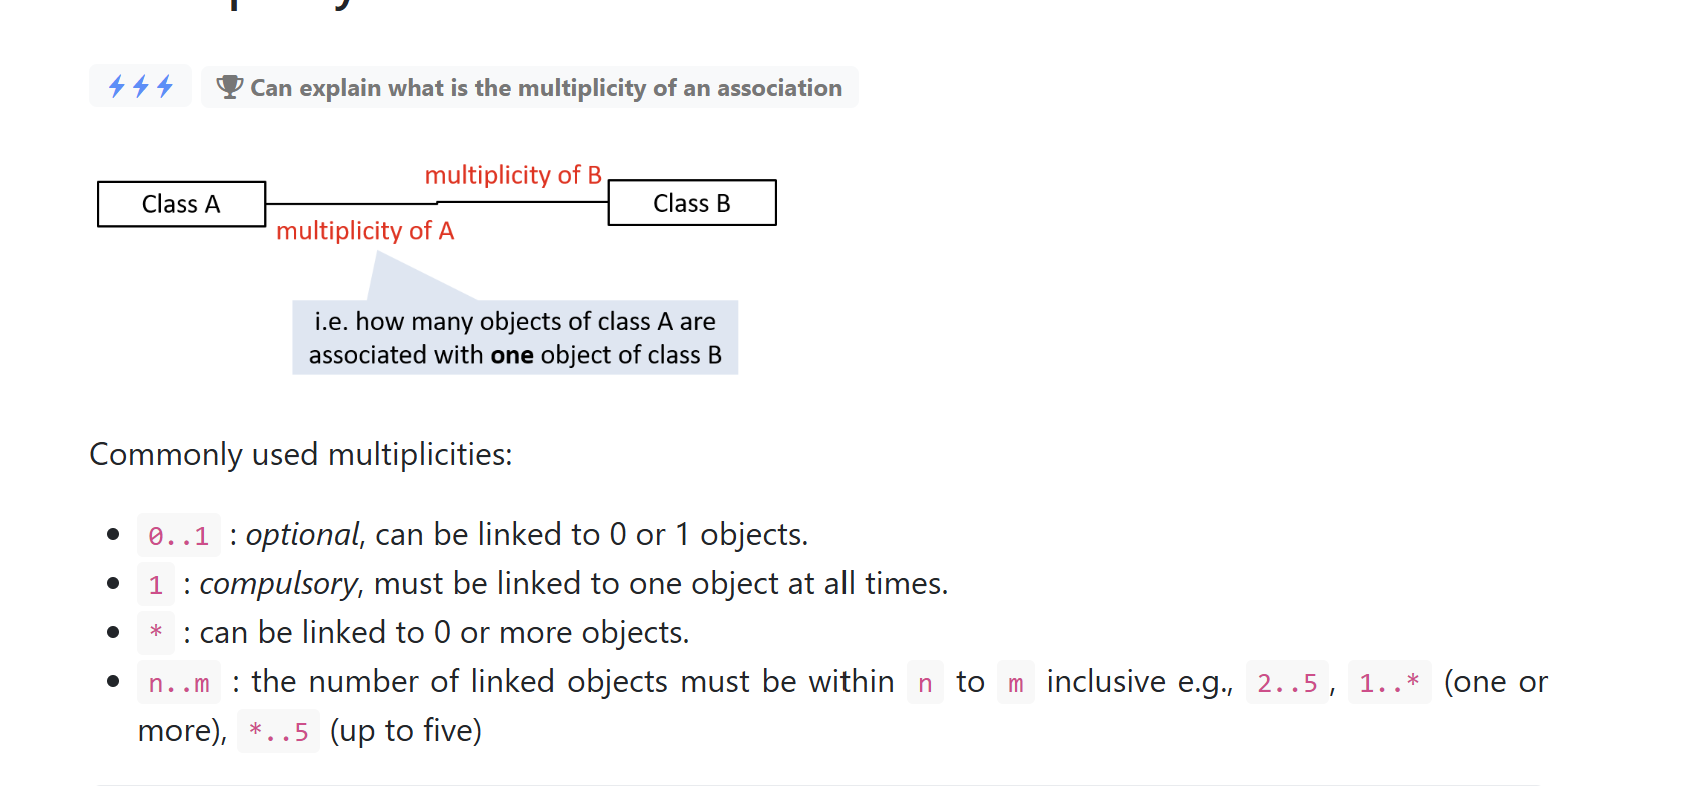 Can explain what is the multiplicity of an association
multiplicity of B
Class A
Class B
multiplicity of A
i.e. how many objects of class A are
associated with one object of class B
Commonly used multiplicities:
• 0..1 : optional, can be linked to 0 or 1 objects.
• 1 : compulsory, must be linked to one object at all times.
• * : can be linked to 0 or more objects.
• n..m : the number of linked objects must be within n to m inclusive e.g., 2..5, 1..* (one or
more), *..5 (up to five)